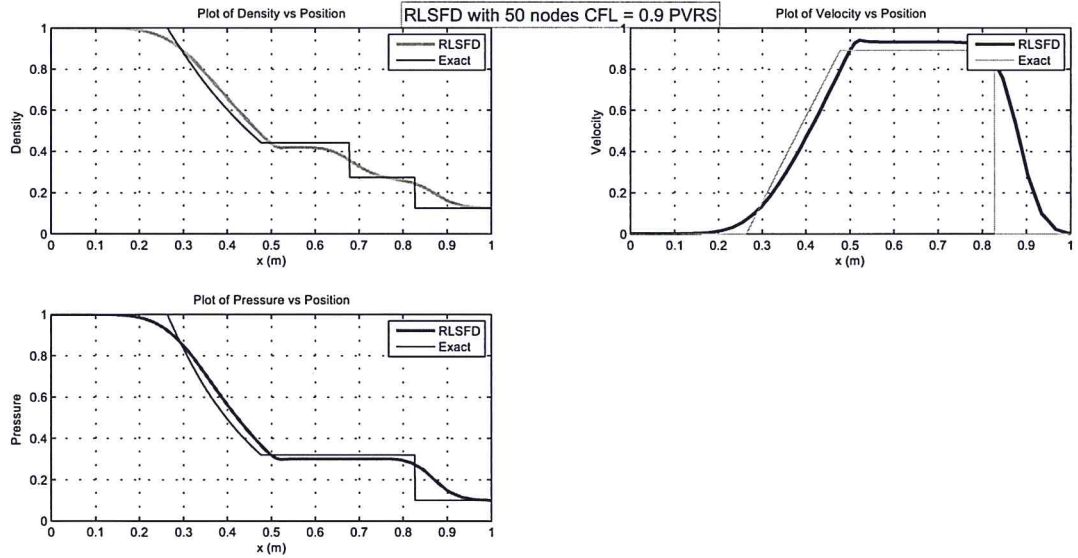 RLSFD with 50 nodes CFL = 0.9 PVRS
Plot of Density vs Position
RLSFD
Exact
Density
1
0.8
0.6
0.4
0.2
0
0 0.1 0.2 0.3 0.4 0.5 0.6 0.7 0.8 0.9 1
x (m)
Plot of Velocity vs Position
RLSFD
Exact
Velocity
1
0.8
0.6
0.4
0.2
0
0 0.1 0.2 0.3 0.4 0.5 0.6 0.7 0.8 0.9 1
x (m)
Plot of Pressure vs Position
RLSFD
Exact
Pressure
1
0.8
0.6
0.4
0.2
0
0 0.1 0.2 0.3 0.4 0.5 0.6 0.7 0.8 0.9 1
x (m)